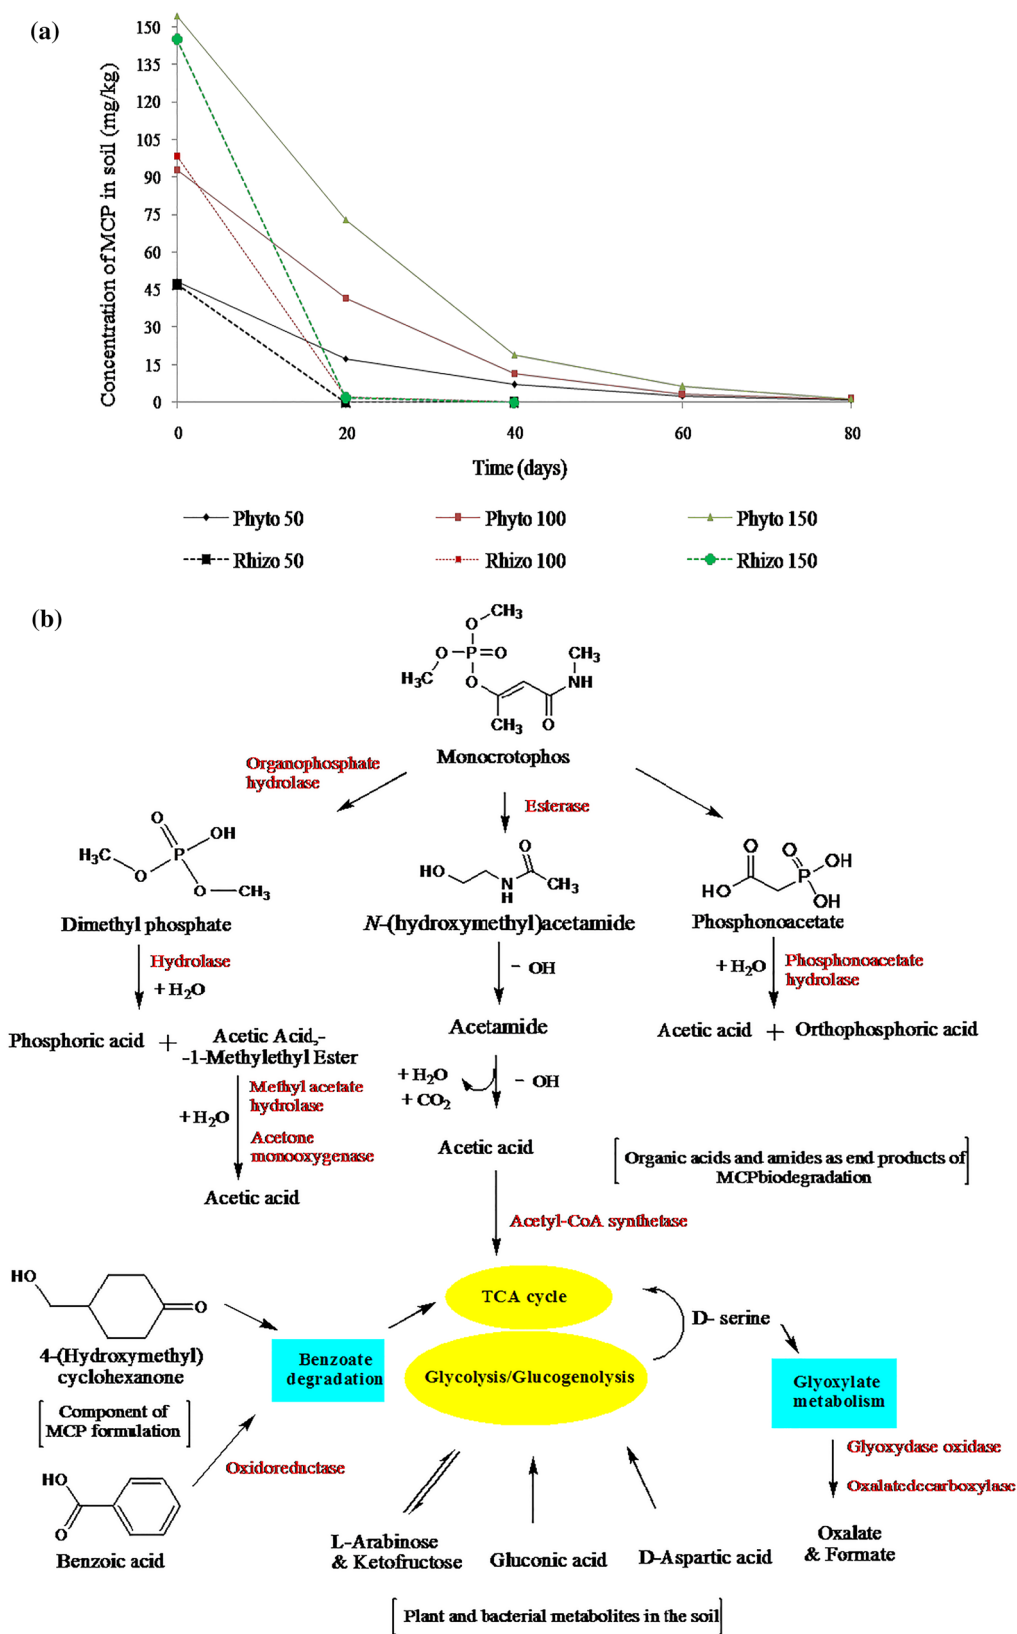 (a)
Concentration of MCP in soil (mg/kg)
150
135
120
105
90
75
60
45
30
15
0
0 20 40 60 80
Time (days)
Phyto 50 Phyto 100 Phyto 150
Rhizo 50 Rhizo 100 Rhizo 150
(b)
CH3
O
O P O
H3C
O
CH3
NH
CH3
O
Monocrotophos
Organophosphate
hydrolase
Esterase
O
OH
P
H3C
O
O CH3
Dimethyl phosphate
O
HO
N
H
CH3
N-(hydroxymethyl)acetamide
O
O
OH
P
HO
OH
Phosphonoacetate
Hydrolase
+H2O
- OH
+H2O
Phosphonoacetate
hydrolase
Phosphoric acid + Acetic Acid,-
-1-Methylethyl Ester
Acetamide
Acetic acid + Orthophosphoric acid
+H2O
Methyl acetate
hydrolase
Acetone
monooxygenase
Acetic acid
+ H2O
+ CO2
- OH
Acetic acid
[Organic acids and amides as end products of
MCPbiodegradation]
Acetyl-CoA synthetase
HO
O
4-(Hydroxymethyl)
cyclohexanone
[Component of
MCP formulation]
Benzoate
degradation
TCA cycle
Glycolysis/Glucogenolysis
D- serine
Glyoxylate
metabolism
HO
O
Benzoic acid
Oxidoreductase
Glyoxydase oxidase
Oxalatedecarboxylase
L-Arabinose
& Ketofructose
Gluconic acid
D-Aspartic acid
Oxalate
& Formate
[Plant and bacterial metabolites in the soil]